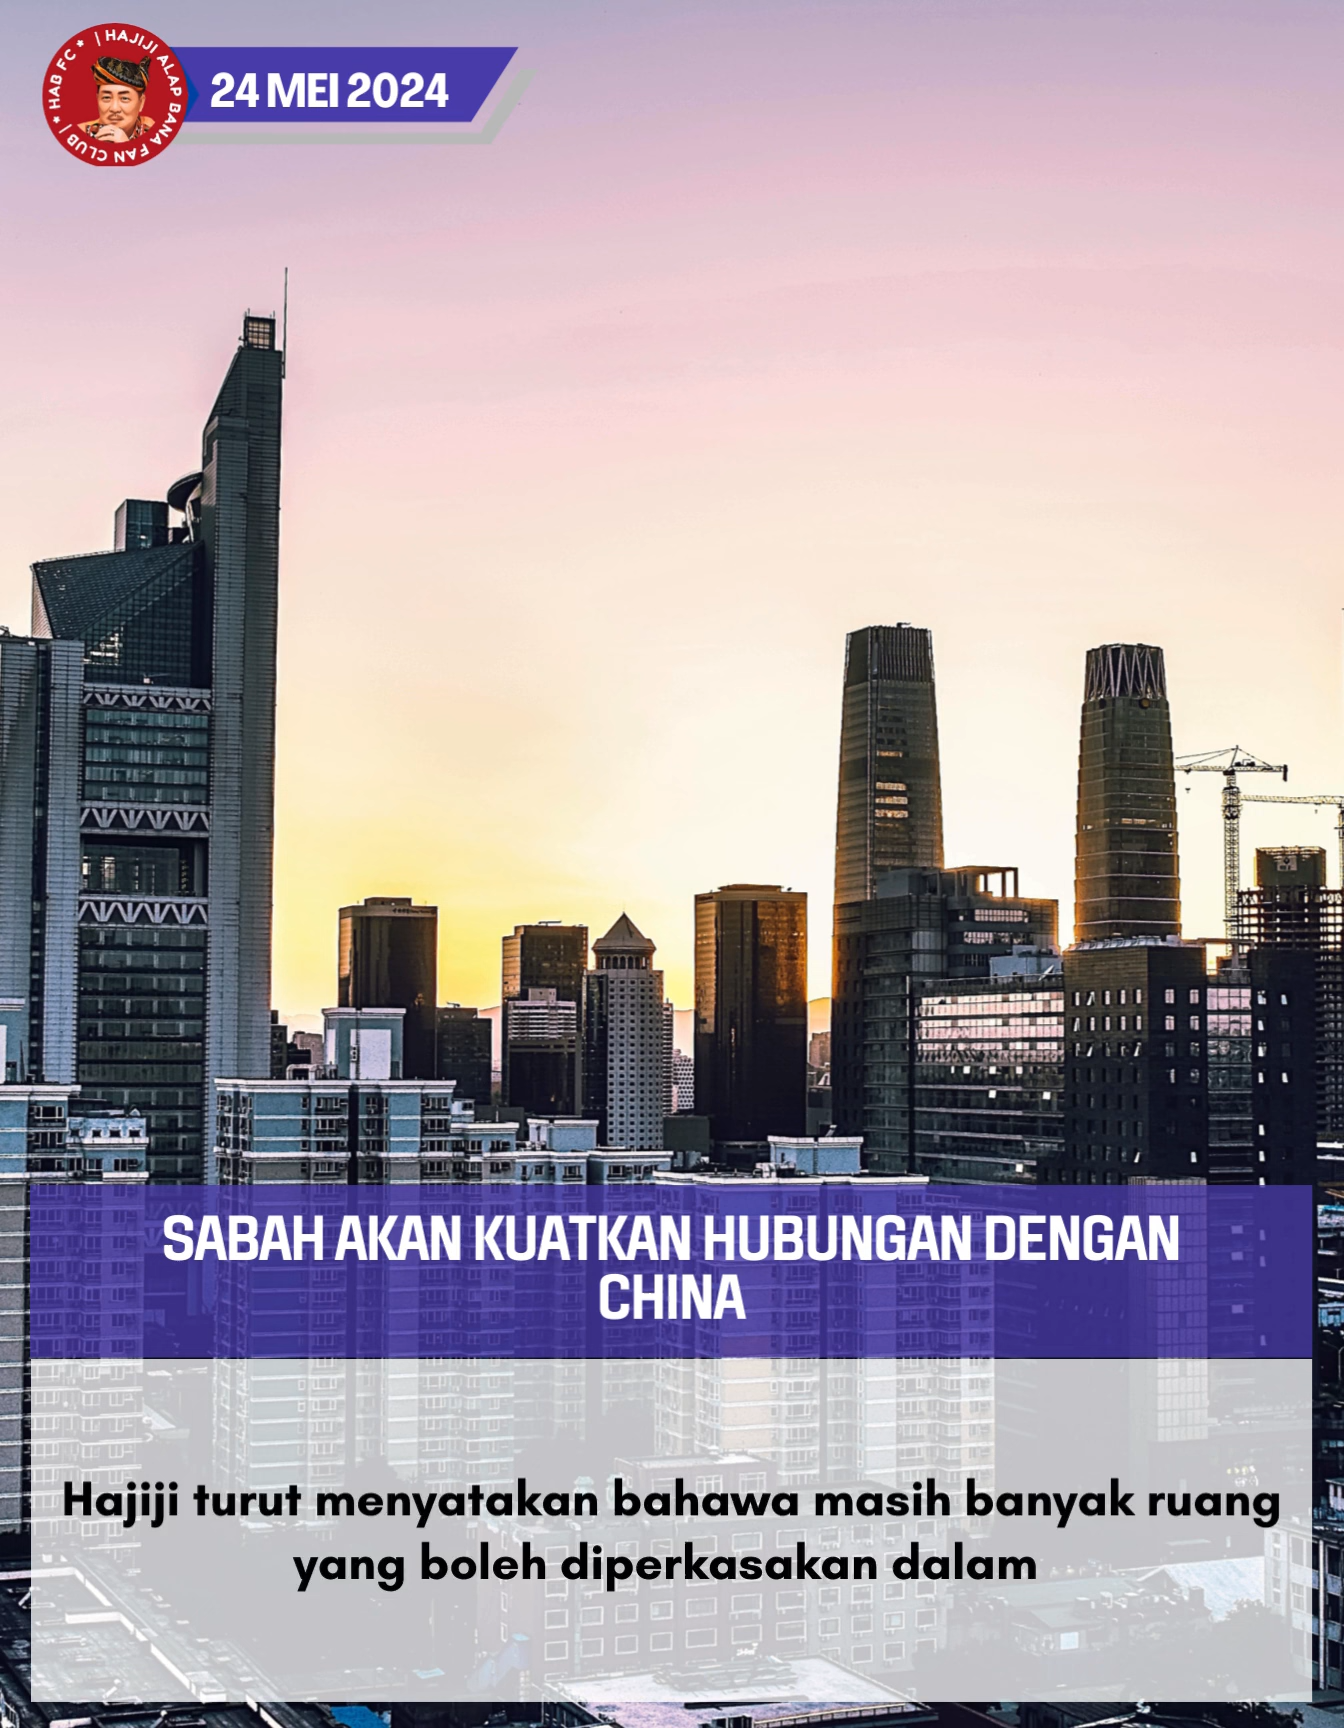 HAB FC ★ | HAJIJI ALAP BANA FAN CLUB | ★
24 MEI 2024
SABAH AKAN KUATKAN HUBUNGAN DENGAN
CHINA
Hajiji turut menyatakan bahawa masih banyak ruang
yang boleh diperkasakan dalam